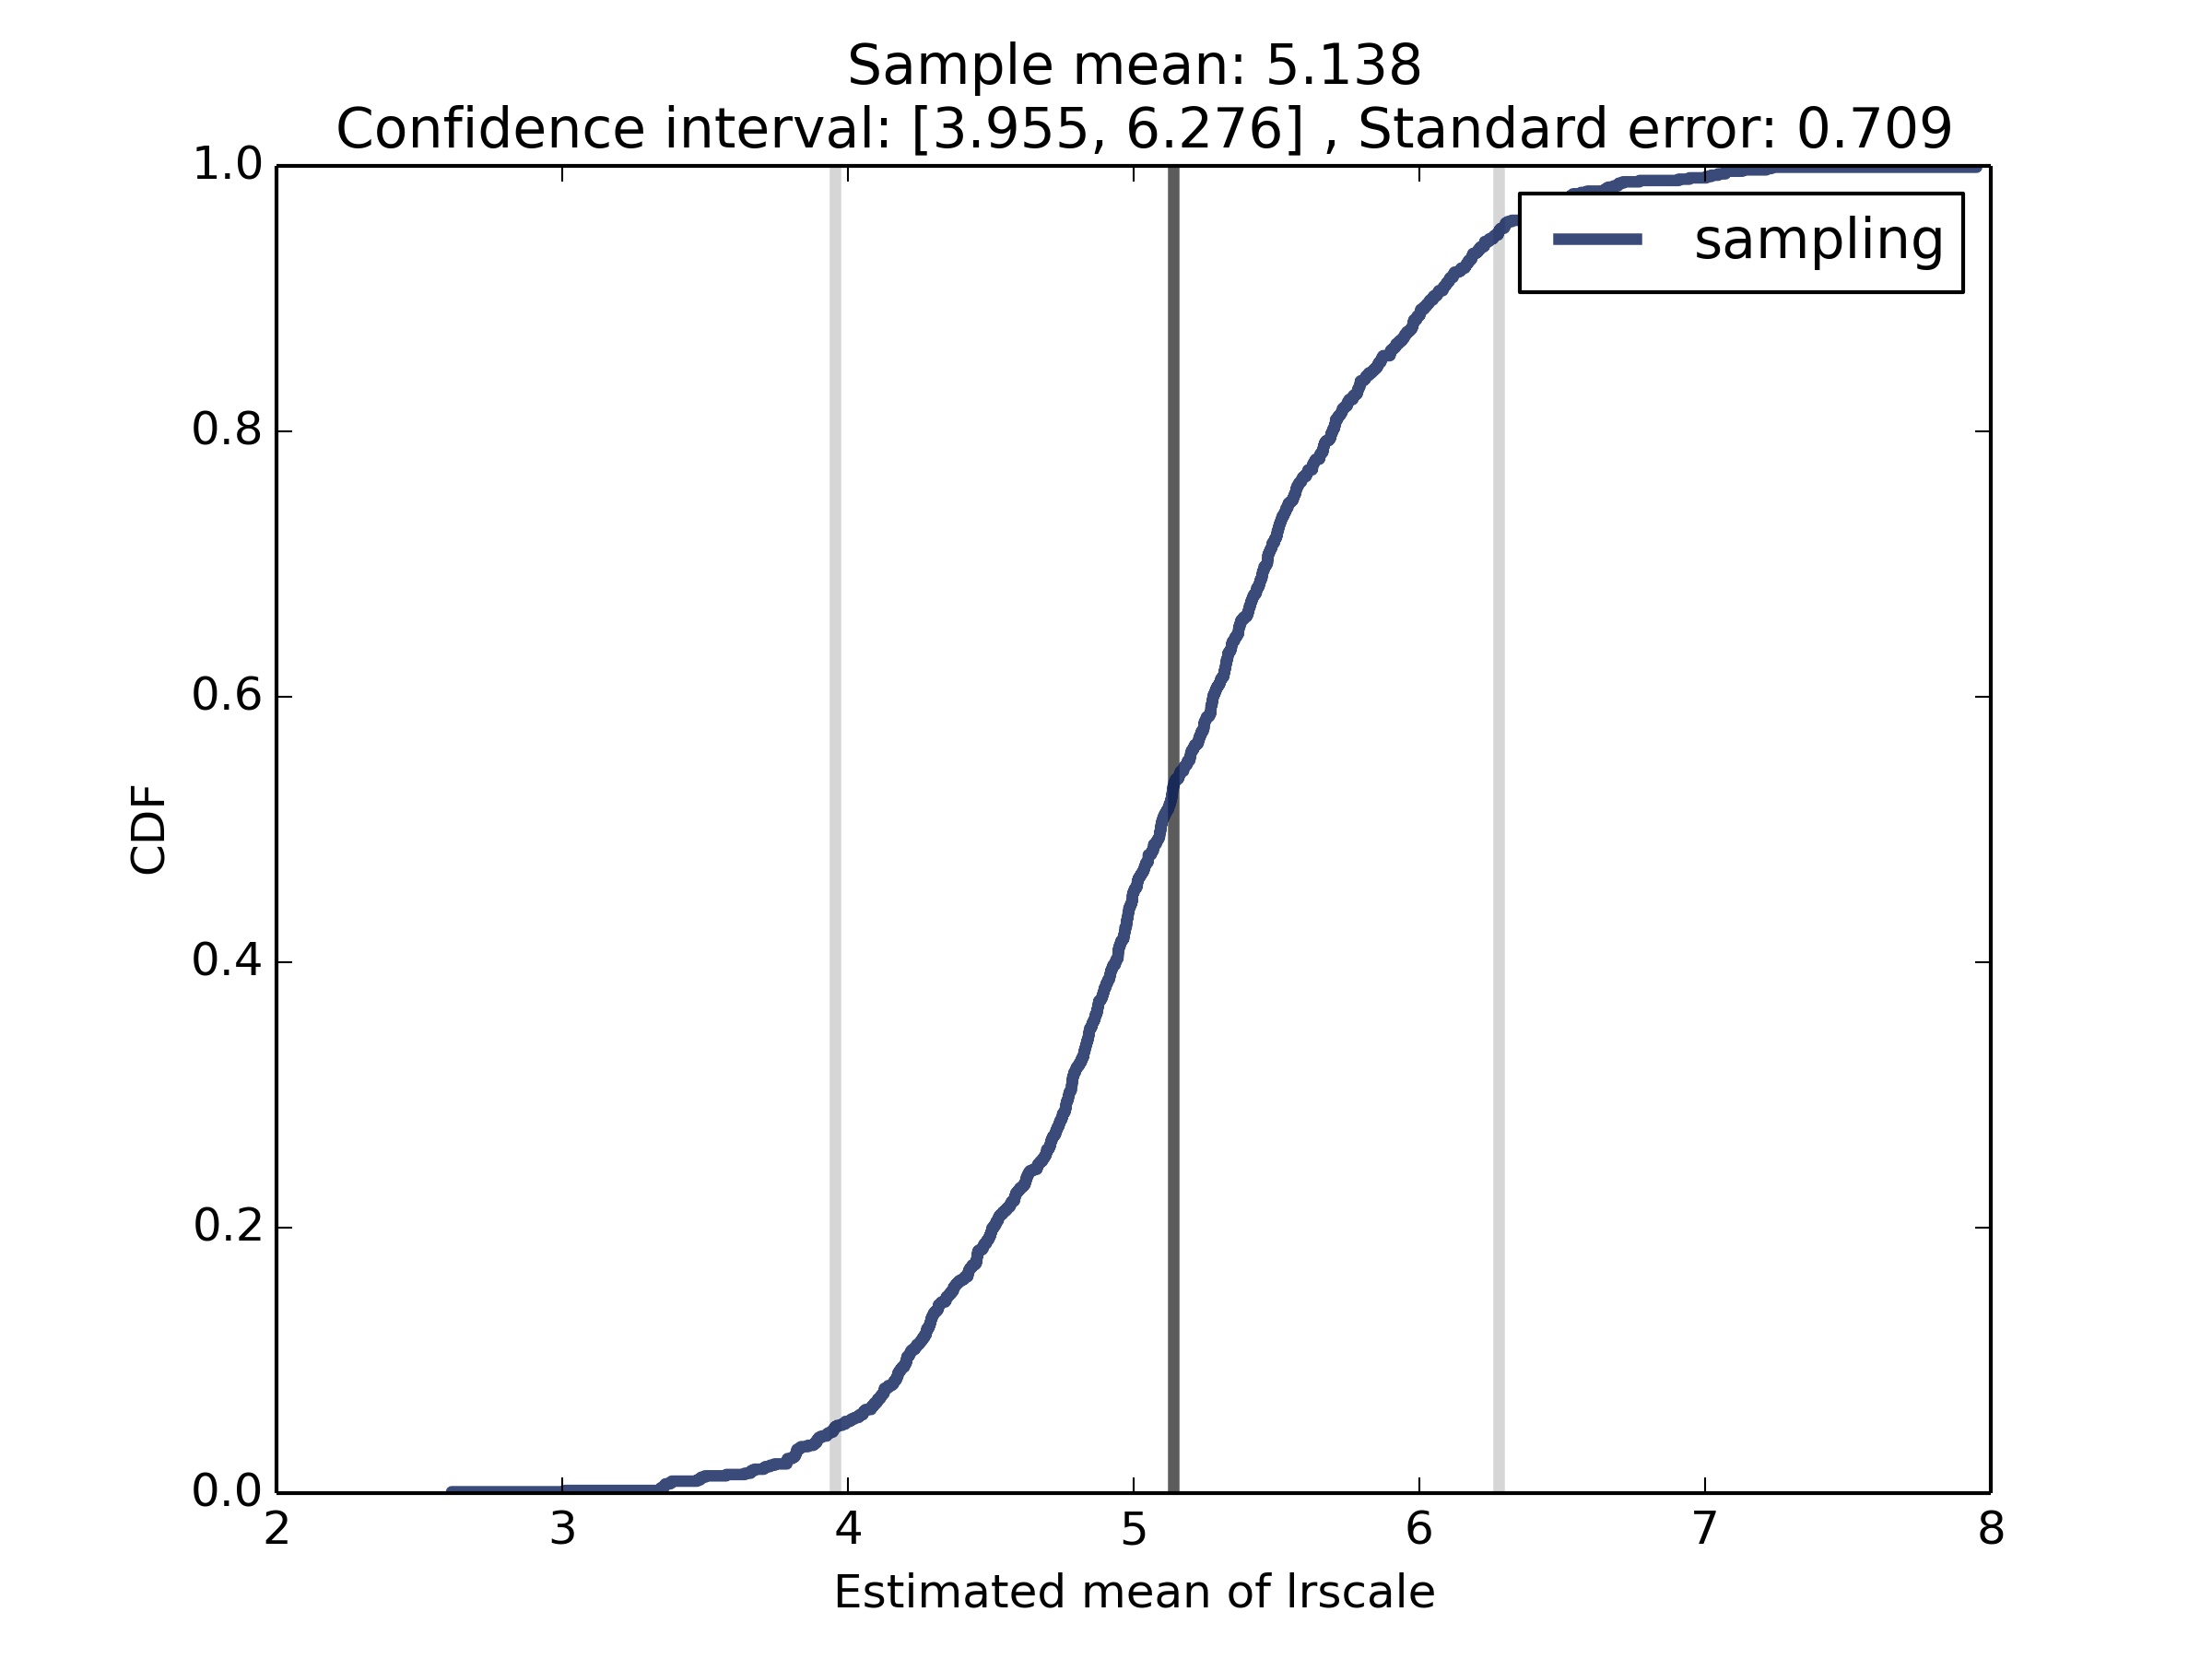 Sample mean: 5.138
Confidence interval: [3.955, 6.276] , Standard error: 0.709
sampling
1.0
0.8
0.6
0.4
0.2
0.0
CDF
2 3 4 5 6 7 8
Estimated mean of lrscale